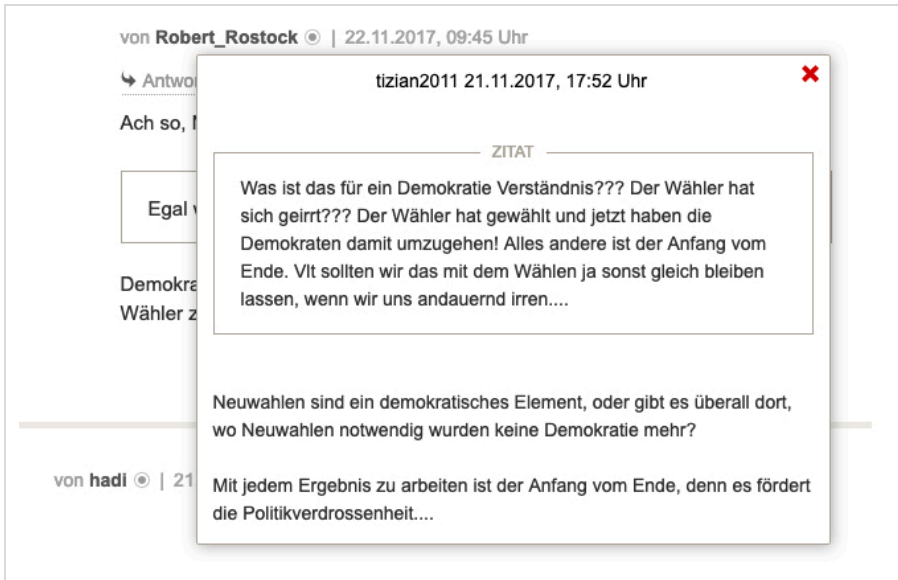 von Robert_Rostock | 22.11.2017, 09:45 Uhr
tizian2011 21.11.2017, 17:52 Uhr
Ach so,
ZITAT
Was ist das für ein Demokratie Verständnis??? Der Wähler hat
sich geirrt??? Der Wähler hat gewählt und jetzt haben die
Demokraten damit umzugehen! Alles andere ist der Anfang vom
Ende. Vlt sollten wir das mit dem Wählen ja sonst gleich bleiben
lassen, wenn wir uns andauernd irren....
Egal
Wähler
Neuwahlen sind ein demokratisches Element, oder gibt es überall dort,
wo Neuwahlen notwendig wurden keine Demokratie mehr?
von hadi | 21
Mit jedem Ergebnis zu arbeiten ist der Anfang vom Ende, denn es fördert
die Politikverdrossenheit....